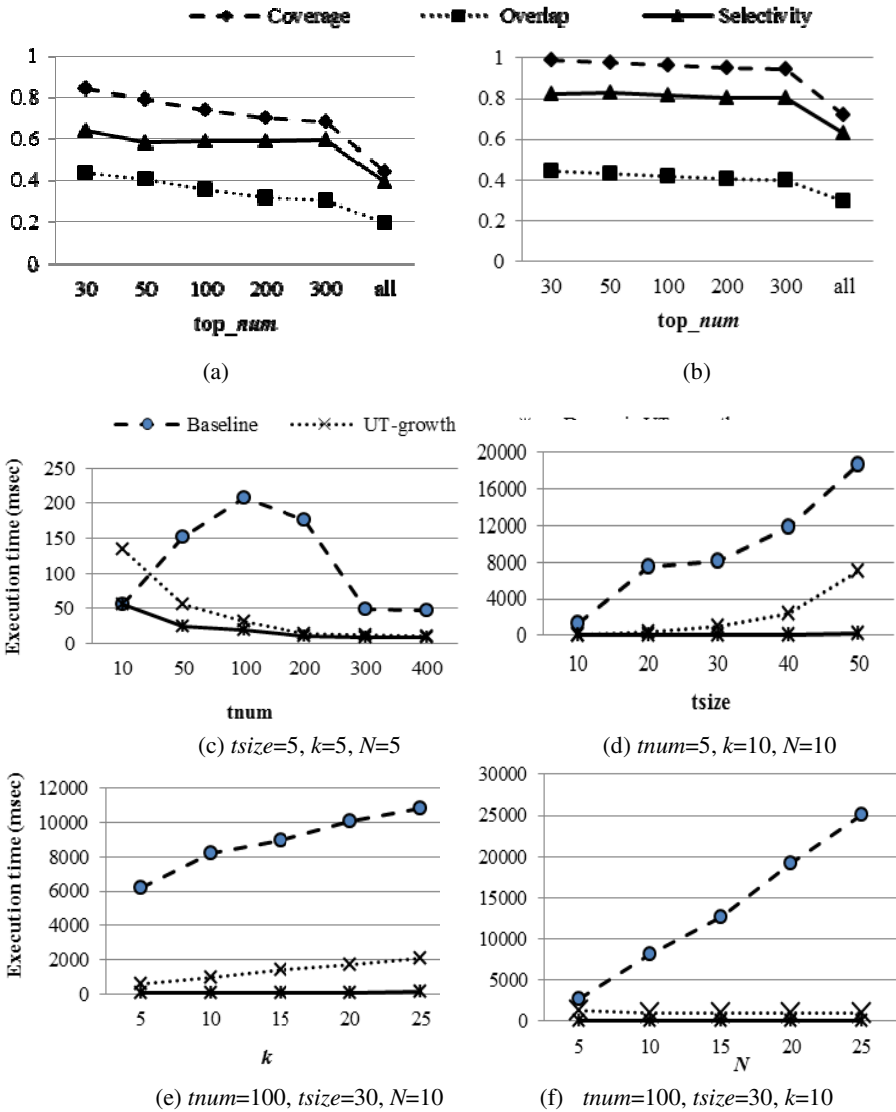 Coverage Overlap Selectivity
1
0.8
0.6
0.4
0.2
0
30 50 100 200 300 all
top_num
(a)
1
0.8
0.6
0.4
0.2
0
30 50 100 200 300 all
top_num
(b)
Baseline UT-growth
Execution time (msec)
250
200
150
100
50
0
10 50 100 200 300 400
tnum
(c) tsize=5, k=5, N=5
20000
16000
12000
8000
4000
0
10 20 30 40 50
tsize
(d) tnum=5, k=10, N=10
Execution time (msec)
12000
10000
8000
6000
4000
2000
0
5 10 15 20 25
k
(e) tnum=100, tsize=30, N=10
30000
25000
20000
15000
10000
5000
0
5 10 15 20 25
N
(f) tnum=100, tsize=30, k=10